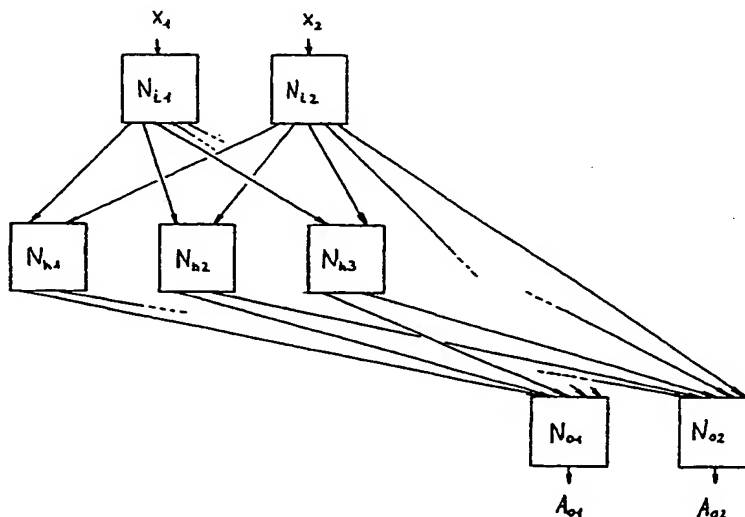 x₁ x₂
N_i1 N_i2
N_h1 N_h2 N_h3
N_o1 N_o2
A_o1 A_o2